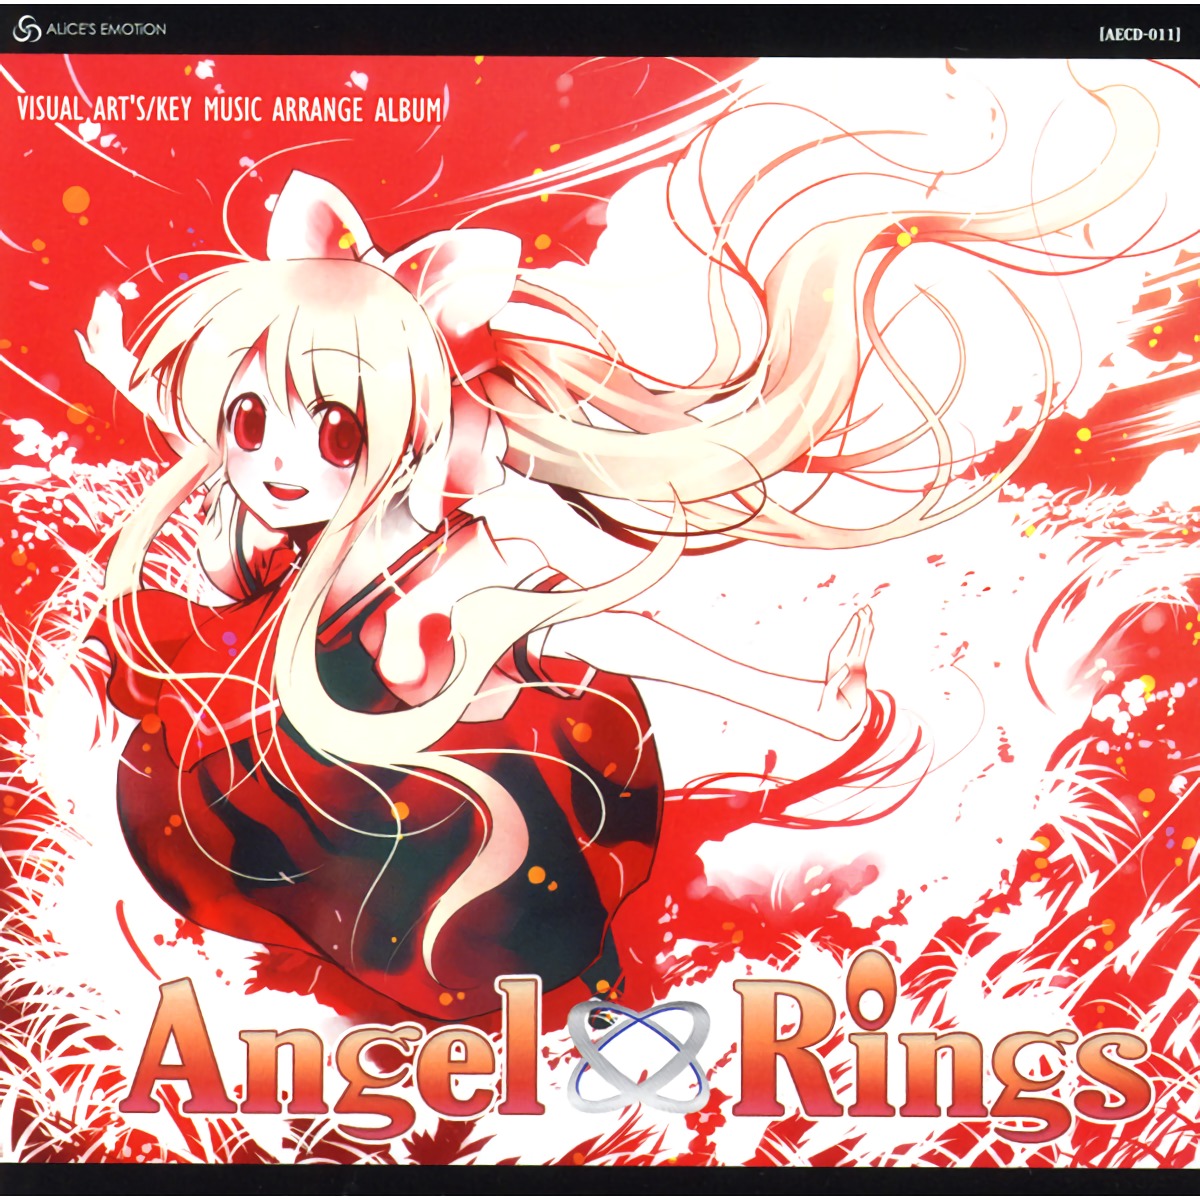 ALiCE'S EMOTiON
[AECD-011]
VISUAL ART'S/KEY MUSIC ARRANGE ALBUM
Angel Rings